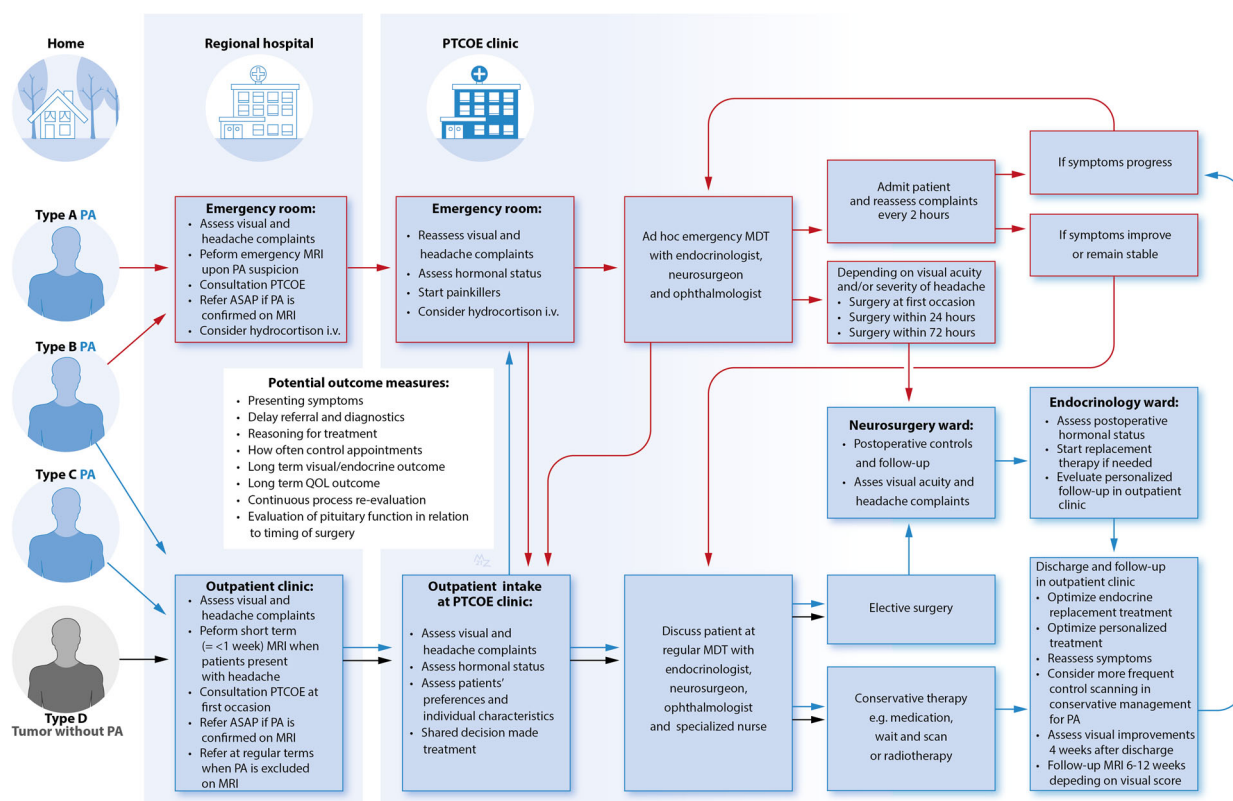 Home
Regional hospital
PTCOE clinic
Type A PA
Type B PA
Type C PA
Type D
Tumor without PA
Emergency room:
• Assess visual and
headache complaints
• Peform emergency MRI
upon PA suspicion
• Consultation PTCOE
• Refer ASAP if PA is
confirmed on MRI
• Consider hydrocortison i.v.
Emergency room:
• Reassess visual and
headache complaints
• Assess hormonal status
• Start painkillers
• Consider hydrocortison i.v.
Ad hoc emergency MDT
with endocrinologist,
neurosurgeon
and ophthalmologist
Admit patient
and reassess complaints
every 2 hours
If symptoms progress
If symptoms improve
or remain stable
Depending on visual acuity
and/or severity of headache
• Surgery at first occasion
• Surgery within 24 hours
• Surgery within 72 hours
Potential outcome measures:
• Presenting symptoms
• Delay referral and diagnostics
• Reasoning for treatment
• How often control appointments
• Long term visual/endocrine outcome
• Long term QOL outcome
• Continuous process re-evaluation
• Evaluation of pituitary function in relation
to timing of surgery
Neurosurgery ward:
• Postoperative controls
and follow-up
• Asses visual acuity and
headache complaints
Endocrinology ward:
• Assess postoperative
hormonal status
• Start replacement
therapy if needed
• Eveluate personalized
follow-up in outpatient
clinic
Outpatient clinic:
• Assess visual and
headache complaints
• Peform short term
(= <1 week) MRI when
patients present
with headache
• Consultation PTCOE at
first occasion
• Refer ASAP if PA is
confirmed on MRI
• Refer at regular terms
when PA is excluded
on MRI
Outpatient intake
at PTCOE clinic:
• Assess visual and
headache complaints
• Assess hormonal status
• Assess patients'
preferences and
individual characteristics
• Shared decision made
treatment
Discuss patient at
regular MDT with
endocrinologist,
neurosurgeon,
ophthalmologist
and specialized nurse
Elective surgery
Conservative therapy
e.g. medication,
wait and scan
or radiotherapy
Discharge and follow-up
in outpatient clinic
• Optimize endocrine
replacement treatment
• Optimize personalized
treatment
• Reassess symptoms
• Consider more frequent
control scanning in
conservative management
for PA
• Assess visual improvements
4 weeks after discharge
• Follow-up MRI 6-12 weeks
depeding on visual score